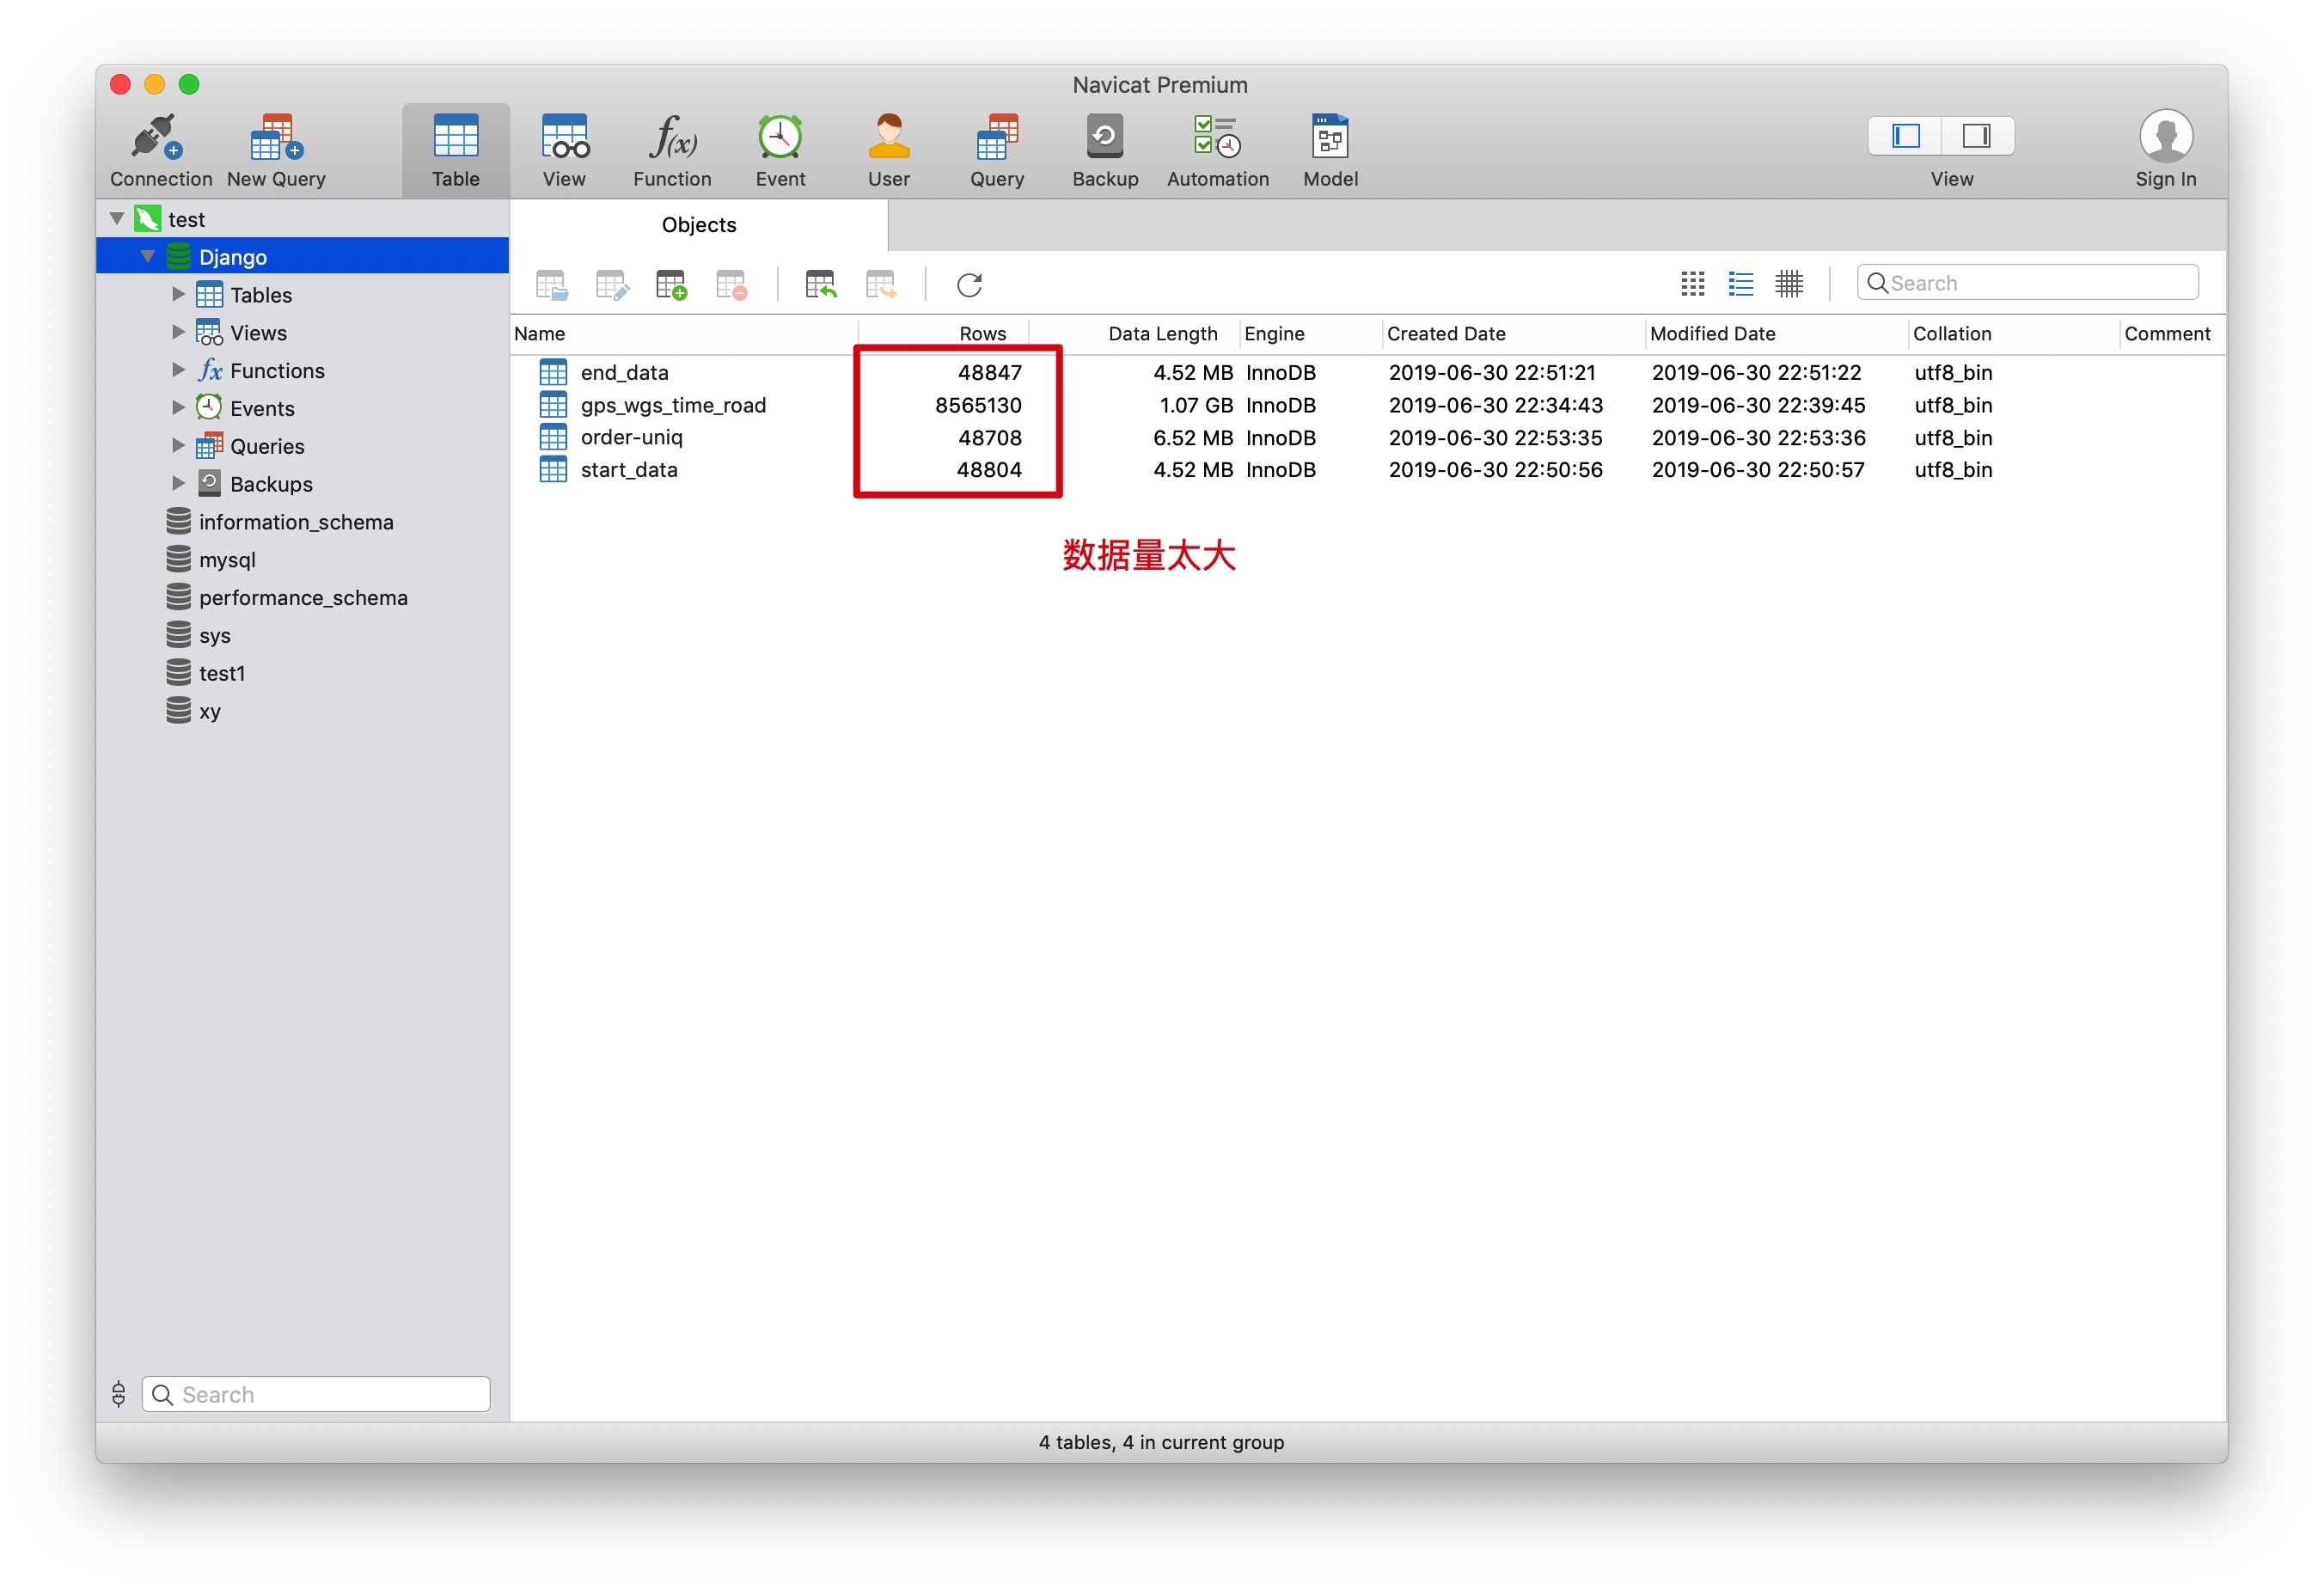 Navicat Premium
Connection New Query Table View Function Event User Query Backup Automation Model View Sign In
test
Django
Tables
Views
Functions
Events
Queries
Backups
information_schema
mysql
performance_schema
sys
test1
xy
Search
Objects
Search
Name Rows Data Length Engine Created Date Modified Date Collation Comment
end_data 48847 4.52 MB InnoDB 2019-06-30 22:51:21 2019-06-30 22:51:22 utf8_bin
gps_wgs_time_road 8565130 1.07 GB InnoDB 2019-06-30 22:34:43 2019-06-30 22:39:45 utf8_bin
order-uniq 48708 6.52 MB InnoDB 2019-06-30 22:53:35 2019-06-30 22:53:36 utf8_bin
start_data 48804 4.52 MB InnoDB 2019-06-30 22:50:56 2019-06-30 22:50:57 utf8_bin
数据量太大
4 tables, 4 in current group